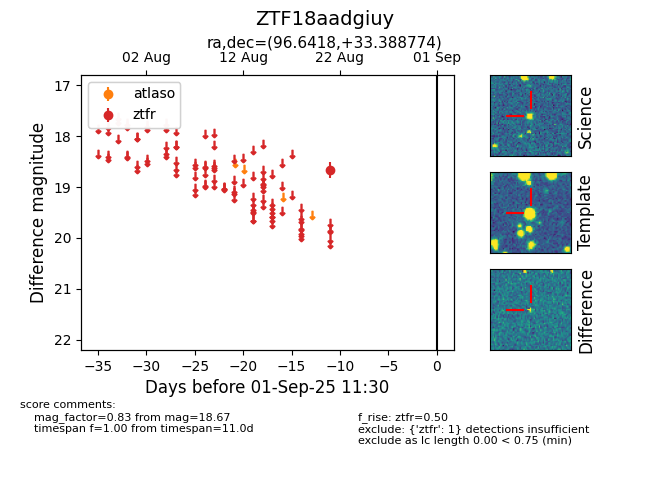 ZTF18aadgiuy
ra,dec=(96.6418,+33.388774)
02 Aug
12 Aug
22 Aug
01 Sep
atlaso
ztfr
17
18
19
20
21
22
Difference magnitude
−35
−30
−25
−20
−15
−10
−5
0
Days before 01-Sep-25 11:30
Science
Template
Difference
score comments:
mag_factor=0.83 from mag=18.67
timespan f=1.00 from timespan=11.0d
f_rise: ztfr=0.50
exclude: {'ztfr': 1} detections insufficient
exclude as lc length 0.00 < 0.75 (min)